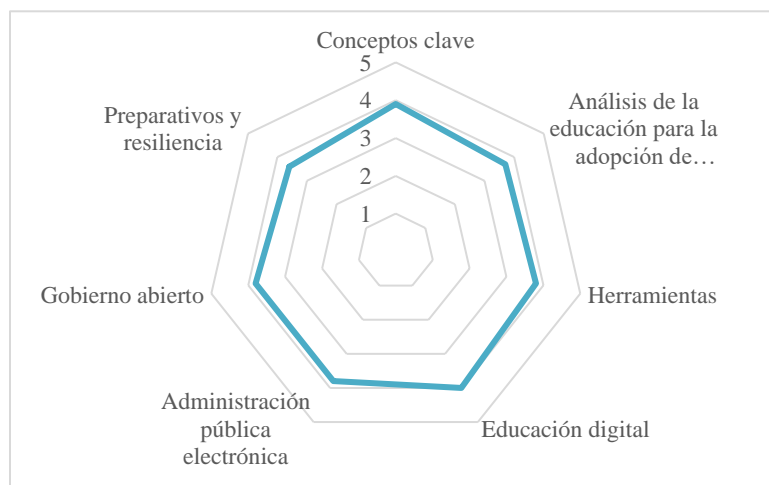 Conceptos clave
5
4
3
2
1
Análisis de la
educación para la
adopción de…
Herramientas
Educación digital
Administración
pública
electrónica
Gobierno abierto
Preparativos y
resiliencia